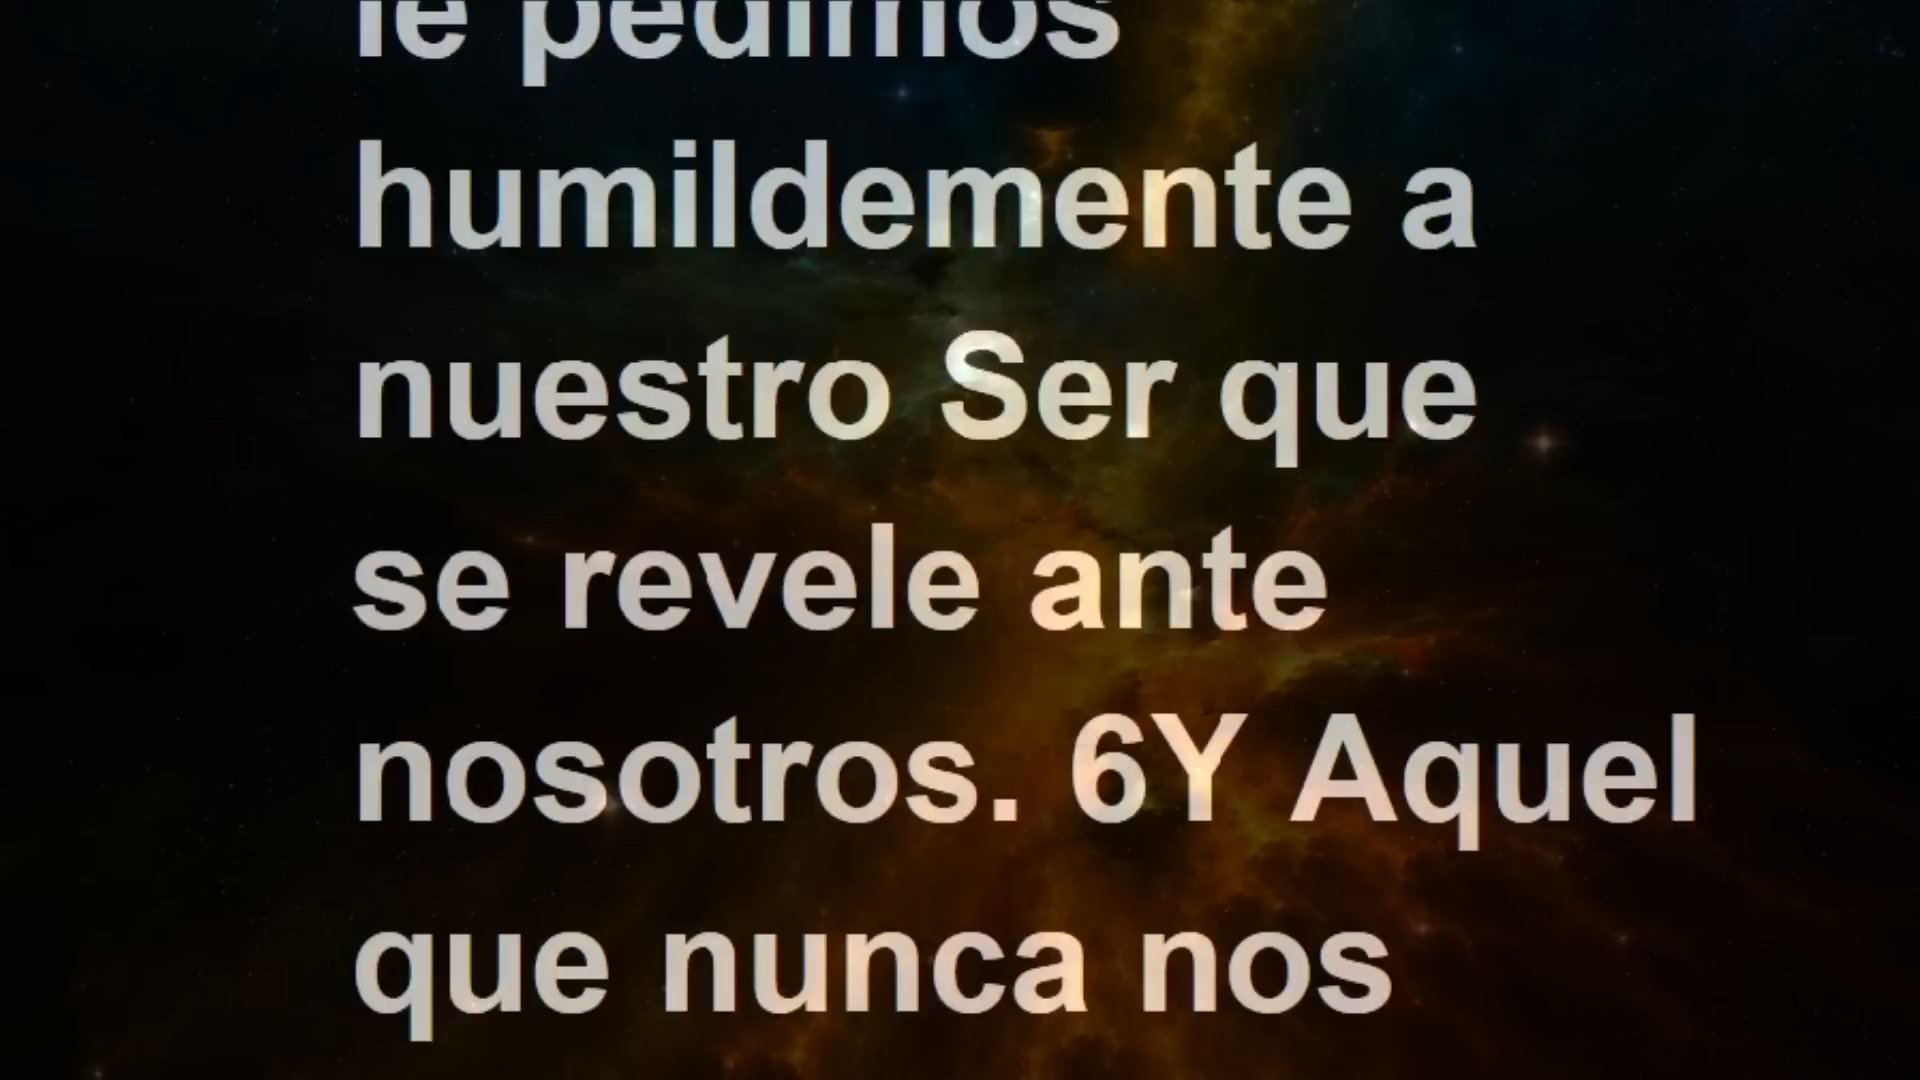 le pedimos
humildemente a
nuestro Ser que
se revele ante
nosotros. 6Y Aquel
que nunca nos